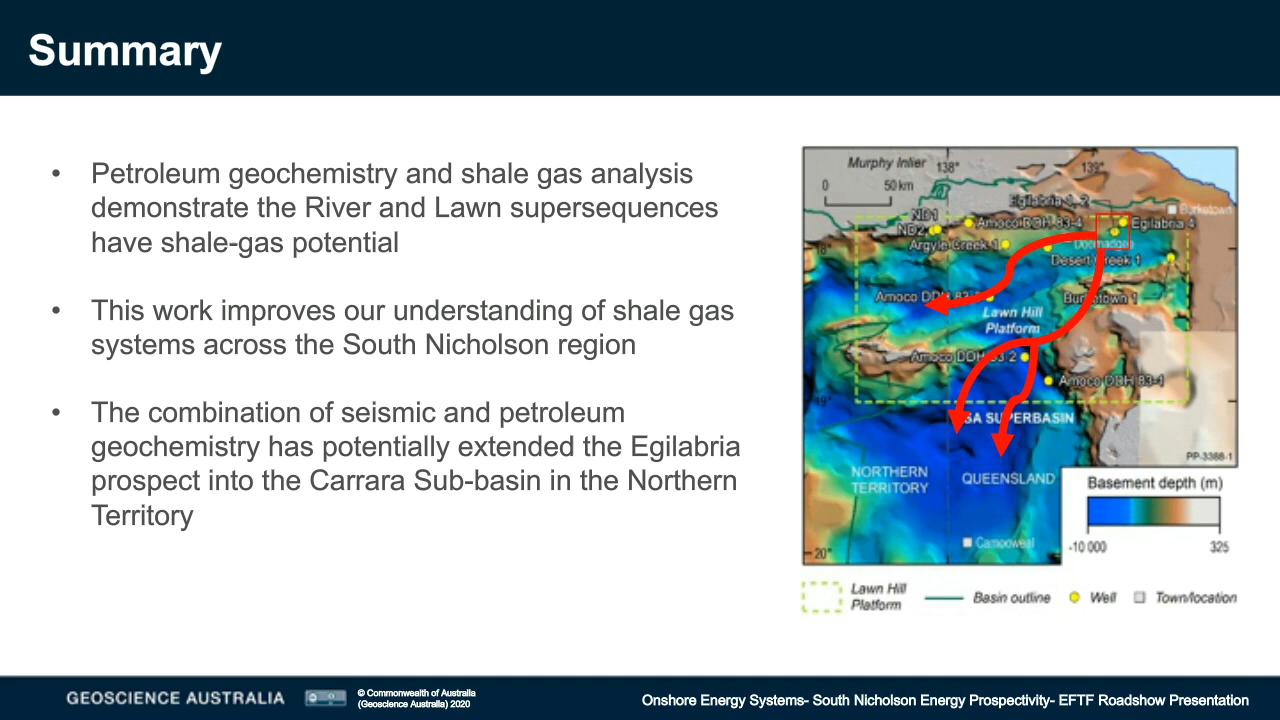 Summary
• Petroleum geochemistry and shale gas analysis
demonstrate the River and Lawn supersequences
have shale-gas potential
• This work improves our understanding of shale gas
systems across the South Nicholson region
• The combination of seismic and petroleum
geochemistry has potentially extended the Egilabria
prospect into the Carrara Sub-basin in the Northern
Territory
Murphy Inlier
138°
139°
0 50 km
Egilabria
Burketown
ND1
Amoco DDH 83-4
Egilabria 4
ND2
Argyle Creek 1
Doomadgee
Desert Creek 1
Amoco DDH 83-
Burketown 1
Lawn Hill
Platform
Amoco DDH 83 2
Amoco DDH 83-1
SA SUPERBASIN
PP-3388-1
NORTHERN
TERRITORY
QUEENSLAND
Camooweal
20°
Basement depth (m)
-10 000 325
Lawn Hill
Platform
Basin outline
Well
Town/location
GEOSCIENCE AUSTRALIA
© Commonwealth of Australia
(Geoscience Australia) 2020
Onshore Energy Systems- South Nicholson Energy Prospectivity- EFTF Roadshow Presentation